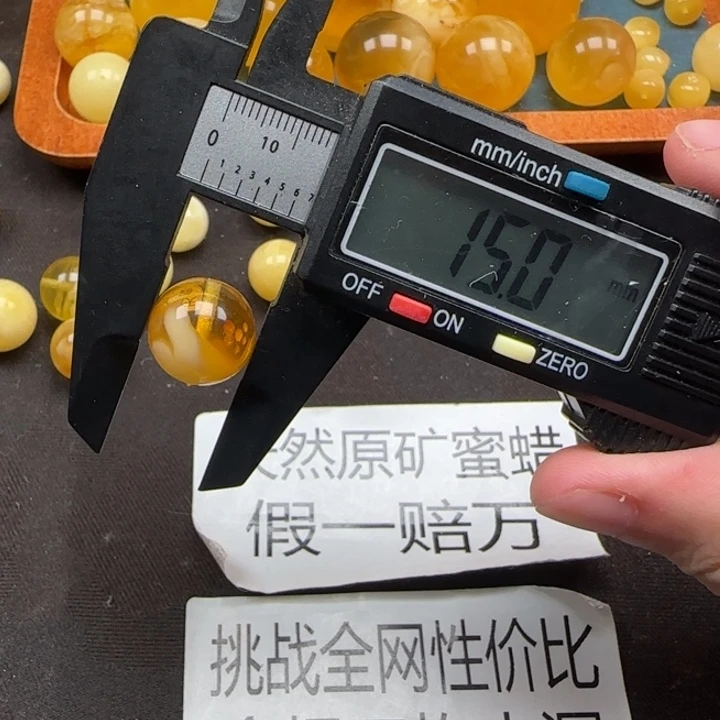 0 10
1 2 3 4 5 6 7
mm/inch
15.0 mm
OFF ON ZERO
然原矿蜜蜡
假一赔万
挑战全网性价比